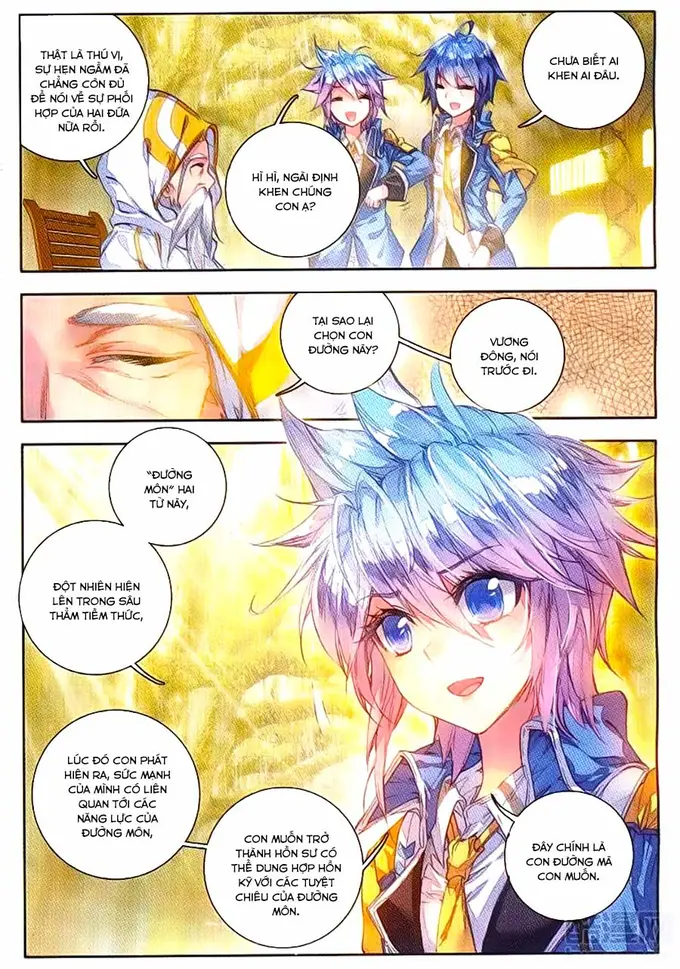 THẬT LÀ THÚ VỊ,
SỰ HẸN NGẦM ĐÃ
CHẲNG CÒN ĐỦ
ĐỂ NÓI VỀ SỰ PHỐI
HỢP CỦA HAI ĐỨA
NỮA RỒI.
HÌ HÌ, NGÀI ĐỊNH
KHEN CHÚNG
CON Ạ?
CHƯA BIẾT AI
KHEN AI ĐÂU.
TẠI SAO LẠI
CHỌN CON
ĐƯỜNG NÀY?
VƯƠNG
ĐÔNG, NÓI
TRƯỚC ĐI.
"ĐƯỜNG
MÔN" HAI
TỪ NÀY,
ĐỘT NHIÊN HIỆN
LÊN TRONG SÂU
THẲM TIỀM THỨC,
LÚC ĐÓ CON PHÁT
HIỆN RA, SỨC MẠNH
CỦA MÌNH CÓ LIÊN
QUAN TỚI CÁC
NĂNG LỰC CỦA
ĐƯỜNG MÔN,
CON MUỐN TRỞ
THÀNH HỒN SƯ CÓ
THỂ DUNG HỢP HỒN
KỸ VỚI CÁC TUYỆT
CHIÊU CỦA ĐƯỜNG
MÔN.
ĐÂY CHÍNH LÀ
CON ĐƯỜNG MÀ
CON MUỐN.